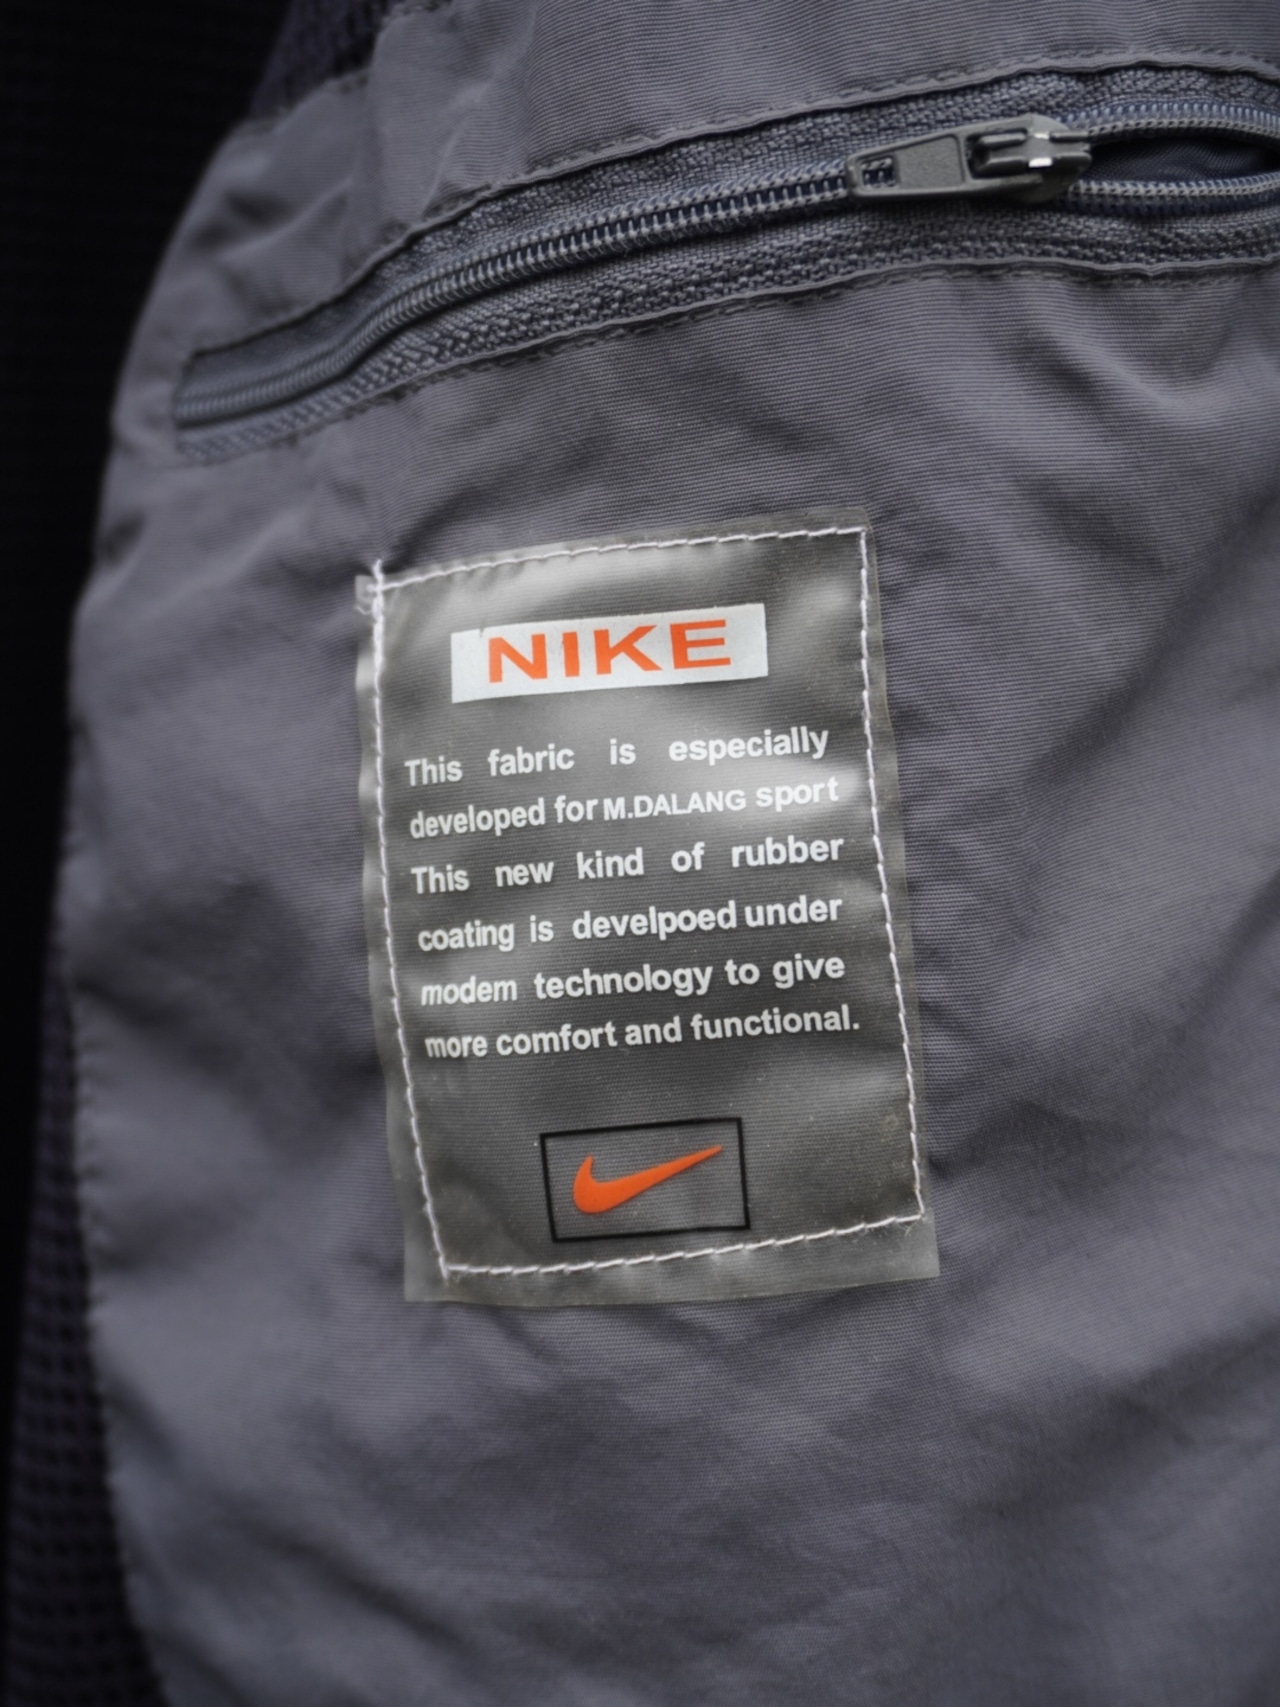 NIKE
This fabric is especially
developed for M.DALANG sport
This new kind of rubber
coating is develpoed under
modem technology to give
more comfort and functional.